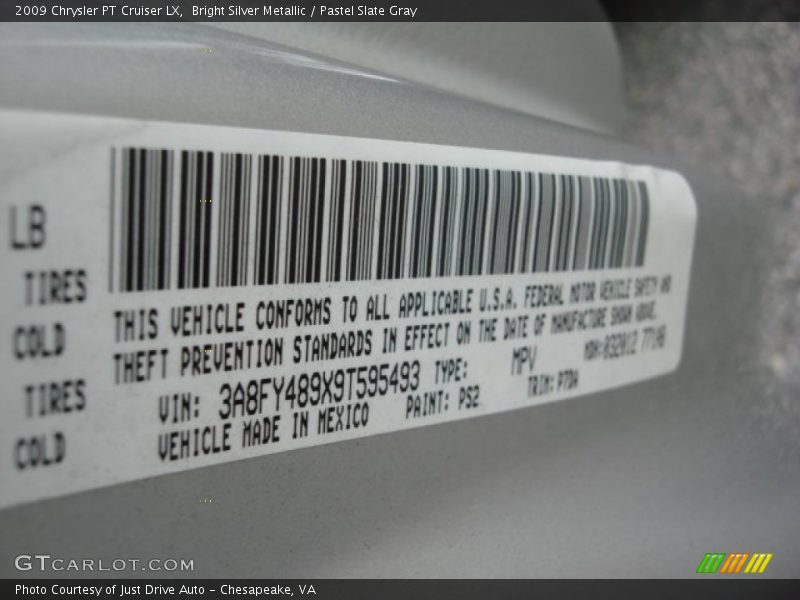 2009 Chrysler PT Cruiser LX, Bright Silver Metallic / Pastel Slate Gray
LB
TIRES
COLD
TIRES
COLD
THIS VEHICLE CONFORMS TO ALL APPLICABLE U.S.A. FEDERAL MOTOR VEHICLE SAFETY
THEFT PREVENTION STANDARDS IN EFFECT ON THE DATE OF MANUFACTURE SHOWN ABOVE.
VIN: 3A8FY489X9T595493 TYPE: MPV MDH:
VEHICLE MADE IN MEXICO PAINT: PS2 TRIM:
GTCARLOT.COM
Photo Courtesy of Just Drive Auto - Chesapeake, VA